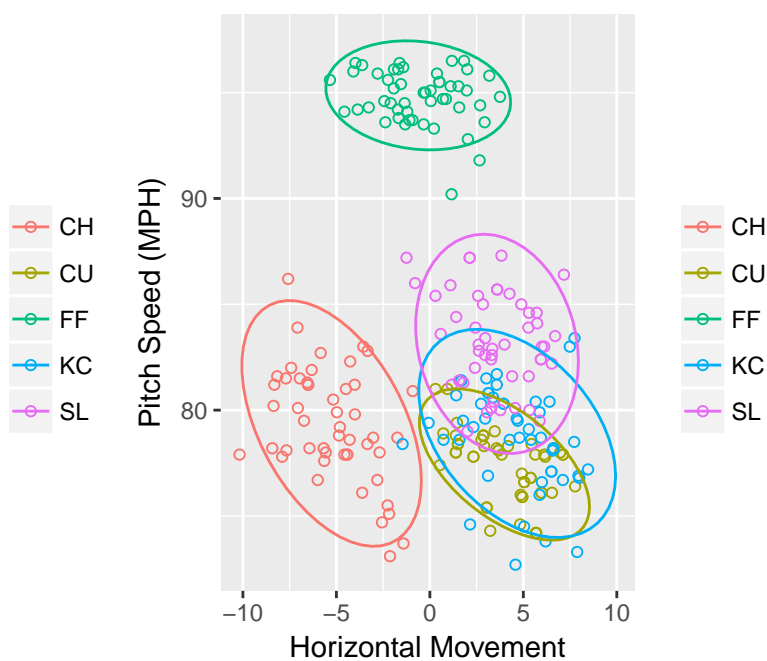 CH
CU
FF
KC
SL
Pitch Speed (MPH)
90
80
−10
−5
0
5
10
Horizontal Movement
CH
CU
FF
KC
SL